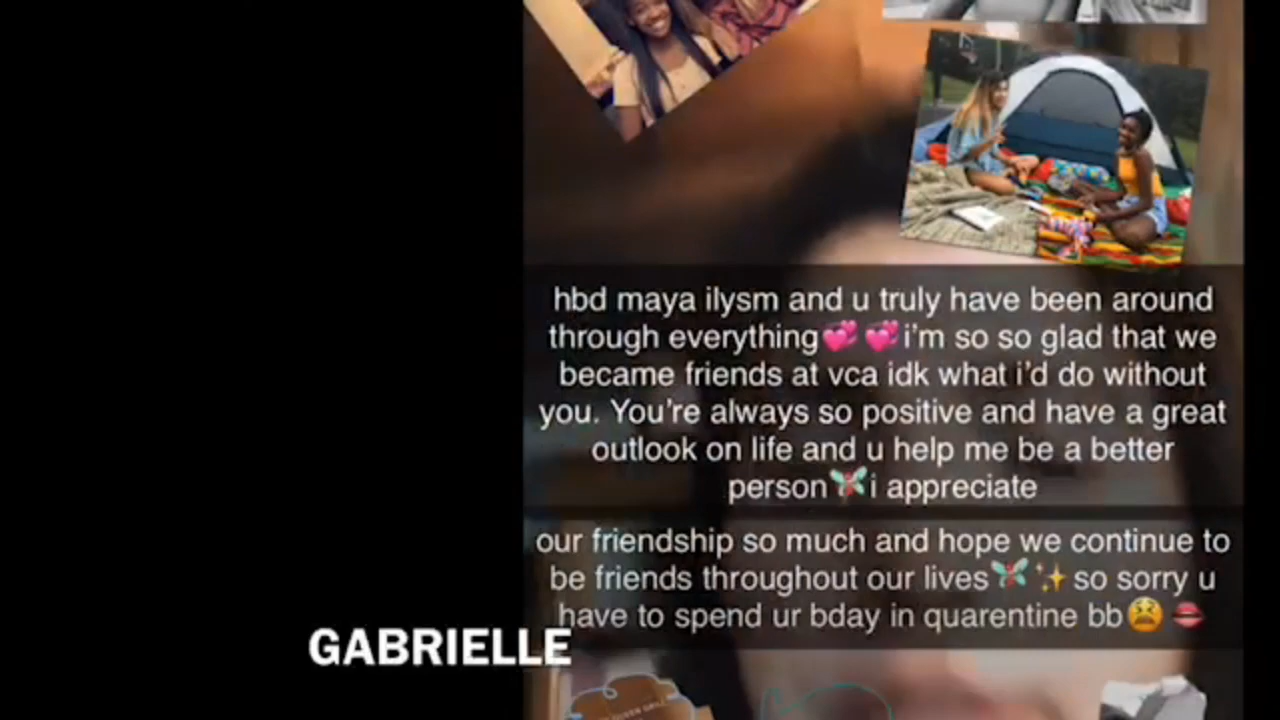 hbd maya ilysm and u truly have been around
through everything💞💞i'm so so glad that we
became friends at vca idk what i'd do without
you. You're always so positive and have a great
outlook on life and u help me be a better
person🧚i appreciate
our friendship so much and hope we continue to
be friends throughout our lives🧚✨so sorry u
have to spend ur bday in quarentine bb😫👄
GABRIELLE